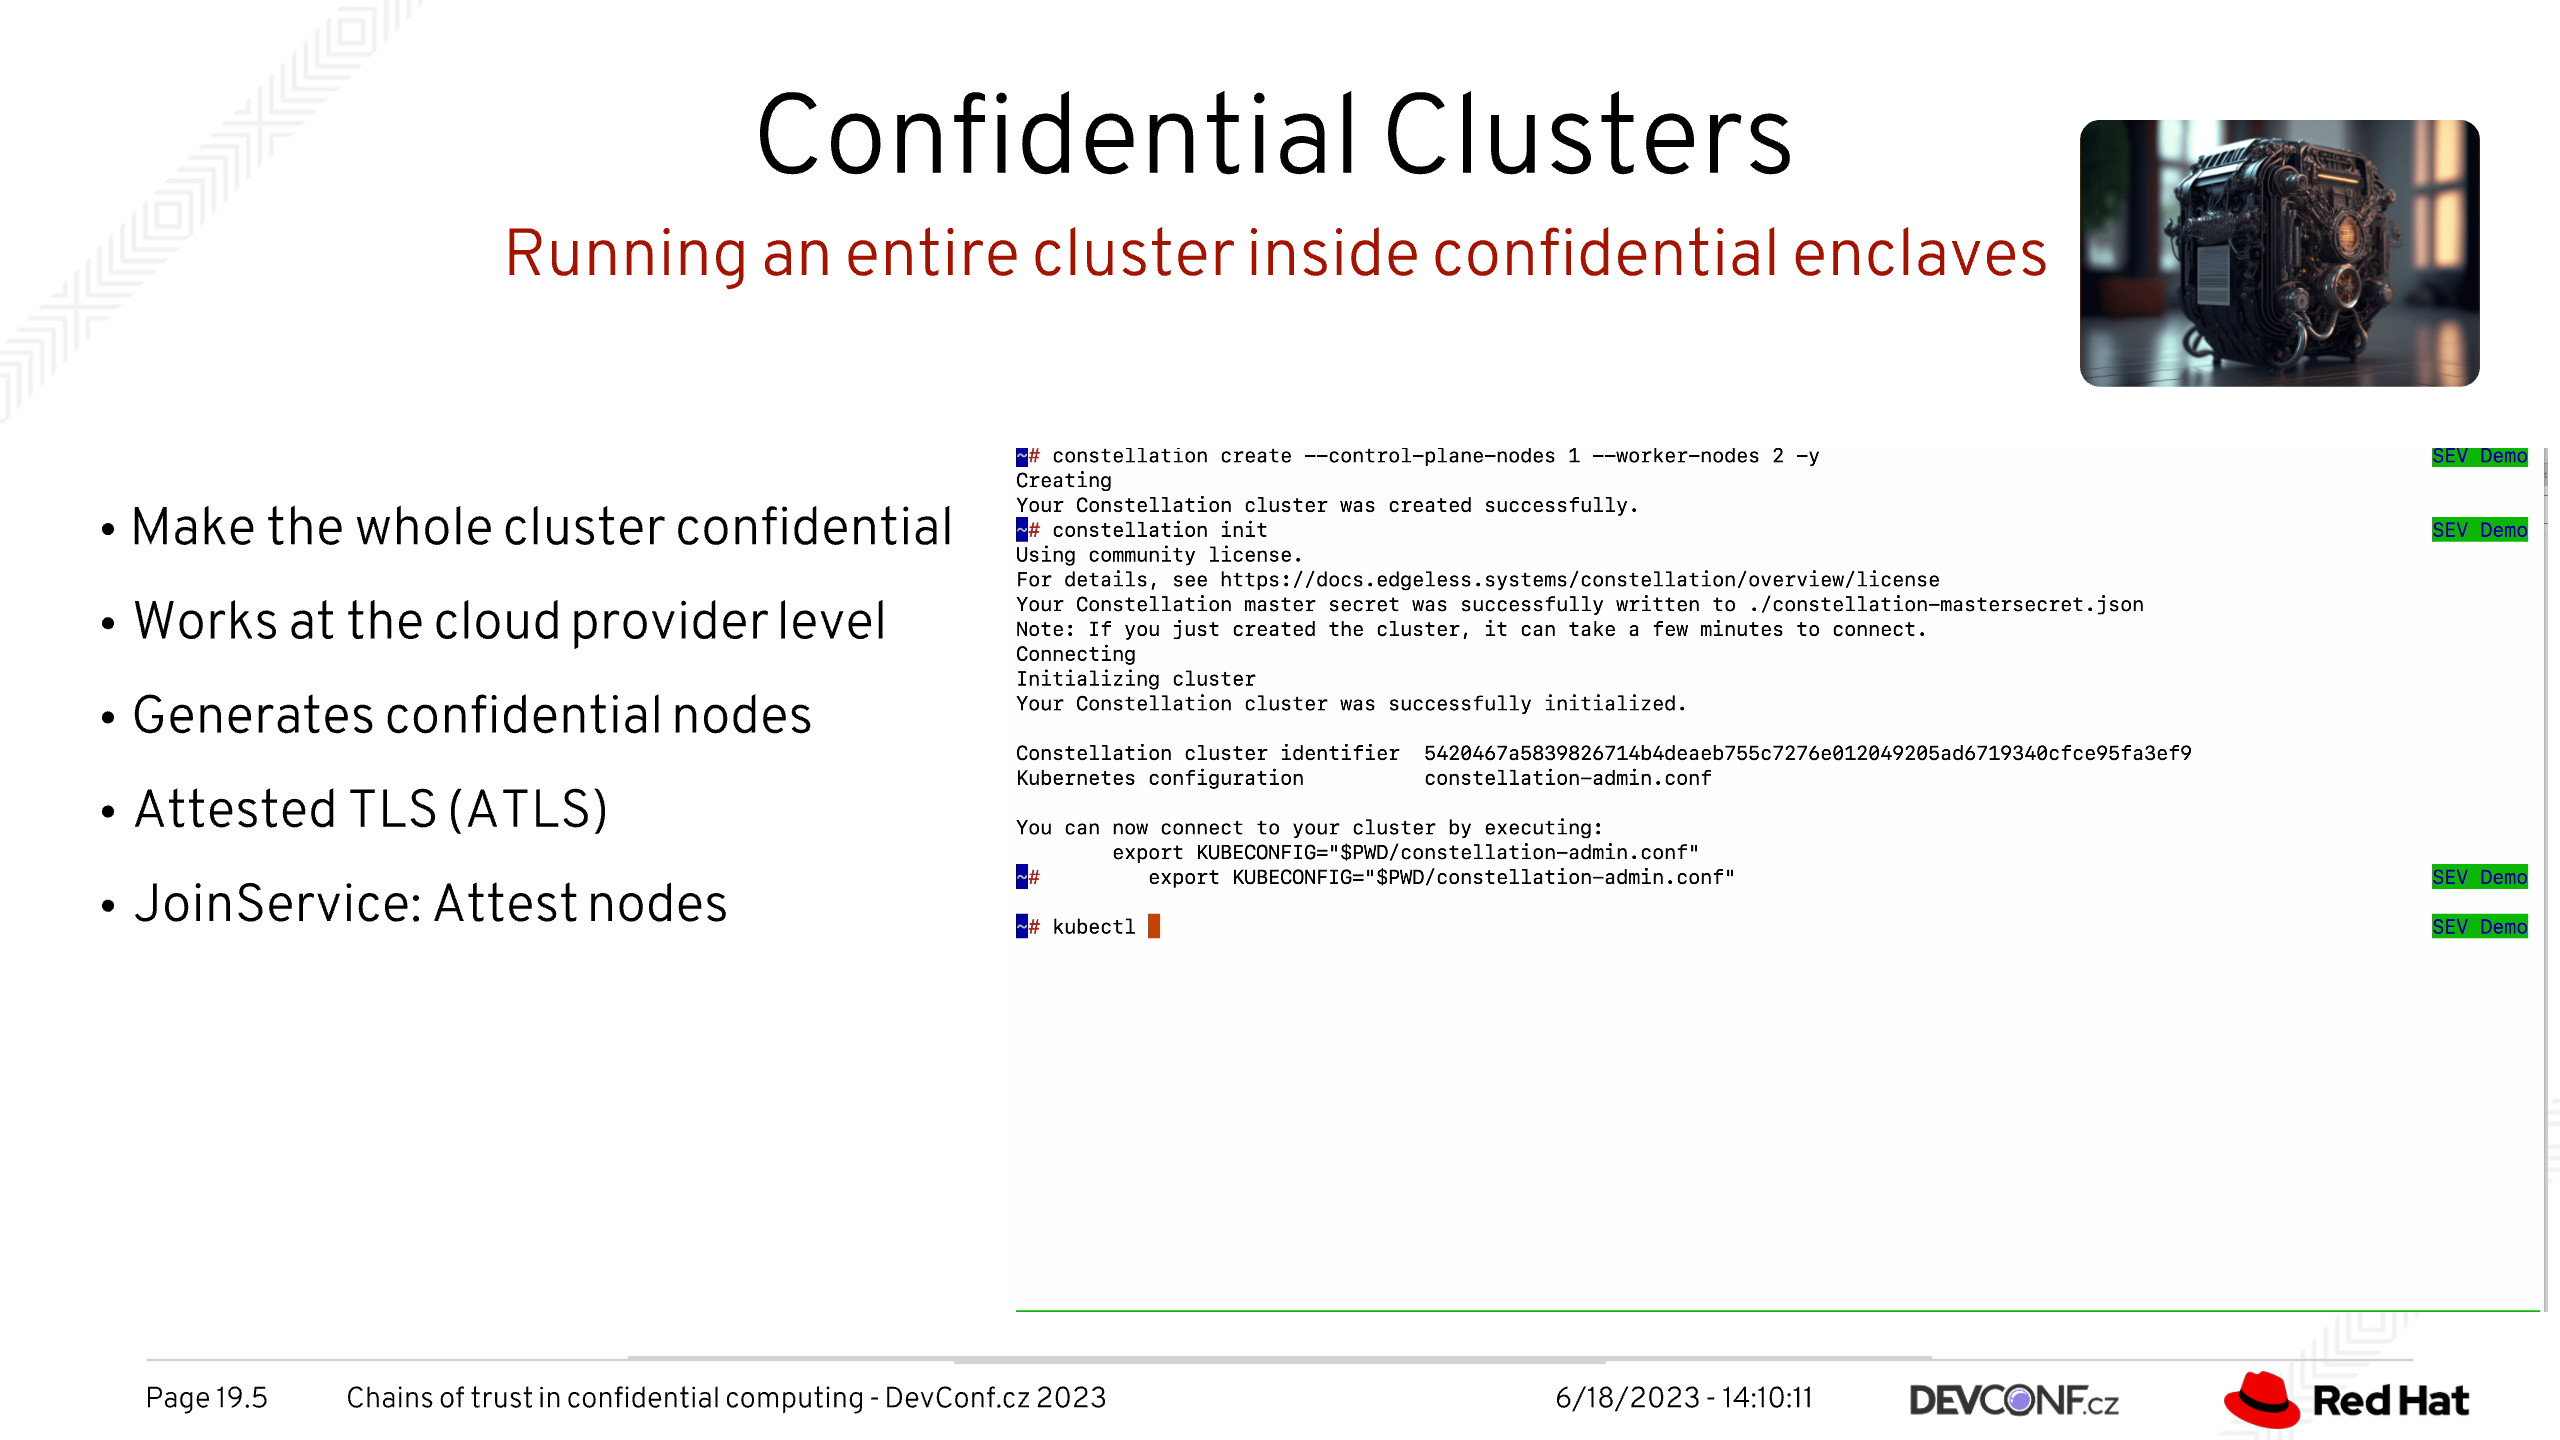 Confidential Clusters
Running an entire cluster inside confidential enclaves
• Make the whole cluster confidential
• Works at the cloud provider level
• Generates confidential nodes
• Attested TLS (ATLS)
• JoinService: Attest nodes
~# constellation create --control-plane-nodes 1 --worker-nodes 2 -y SEV Demo
Creating
Your Constellation cluster was created successfully.
~# constellation init SEV Demo
Using community license.
For details, see https://docs.edgeless.systems/constellation/overview/license
Your Constellation master secret was successfully written to ./constellation-mastersecret.json
Note: If you just created the cluster, it can take a few minutes to connect.
Connecting
Initializing cluster
Your Constellation cluster was successfully initialized.
Constellation cluster identifier 5420467a5839826714b4deaeb755c7276e012049205ad6719340cfce95fa3ef9
Kubernetes configuration constellation-admin.conf
You can now connect to your cluster by executing:
export KUBECONFIG="$PWD/constellation-admin.conf"
~# export KUBECONFIG="$PWD/constellation-admin.conf" SEV Demo
~# kubectl SEV Demo
Page 19.5 Chains of trust in confidential computing - DevConf.cz 2023 6/18/2023 - 14:10:11 DEVCONF.cz Red Hat